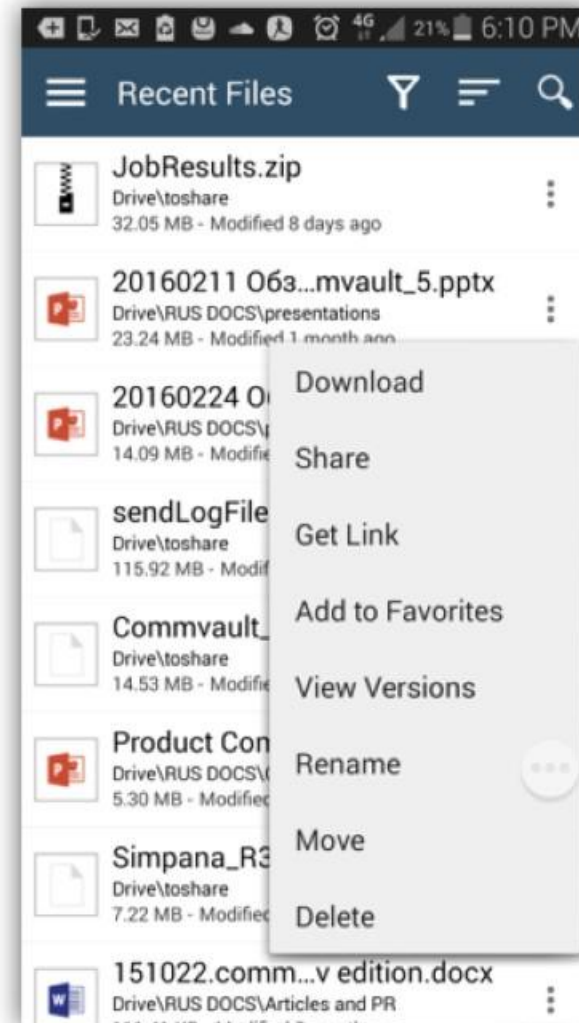 4G 21% 6:10 PM
Recent Files
JobResults.zip
Drive\toshare
32.05 MB - Modified 8 days ago
20160211 Обз...mvault_5.pptx
Drive\RUS DOCS\presentations
23.24 MB - Modified 1 month ago
20160224
Drive\RUS DOCS\
14.09 MB -
sendLogFile
Drive\toshare
115.92 MB -
Commvault_
Drive\toshare
14.53 MB -
Product
Drive\RUS DOCS\
5.30 MB - Modified
Simpana_R3
Drive\toshare
7.22 MB - Modified
151022.comm...v edition.docx
Drive\RUS DOCS\Articles and PR
Download
Share
Get Link
Add to Favorites
View Versions
Rename
Move
Delete